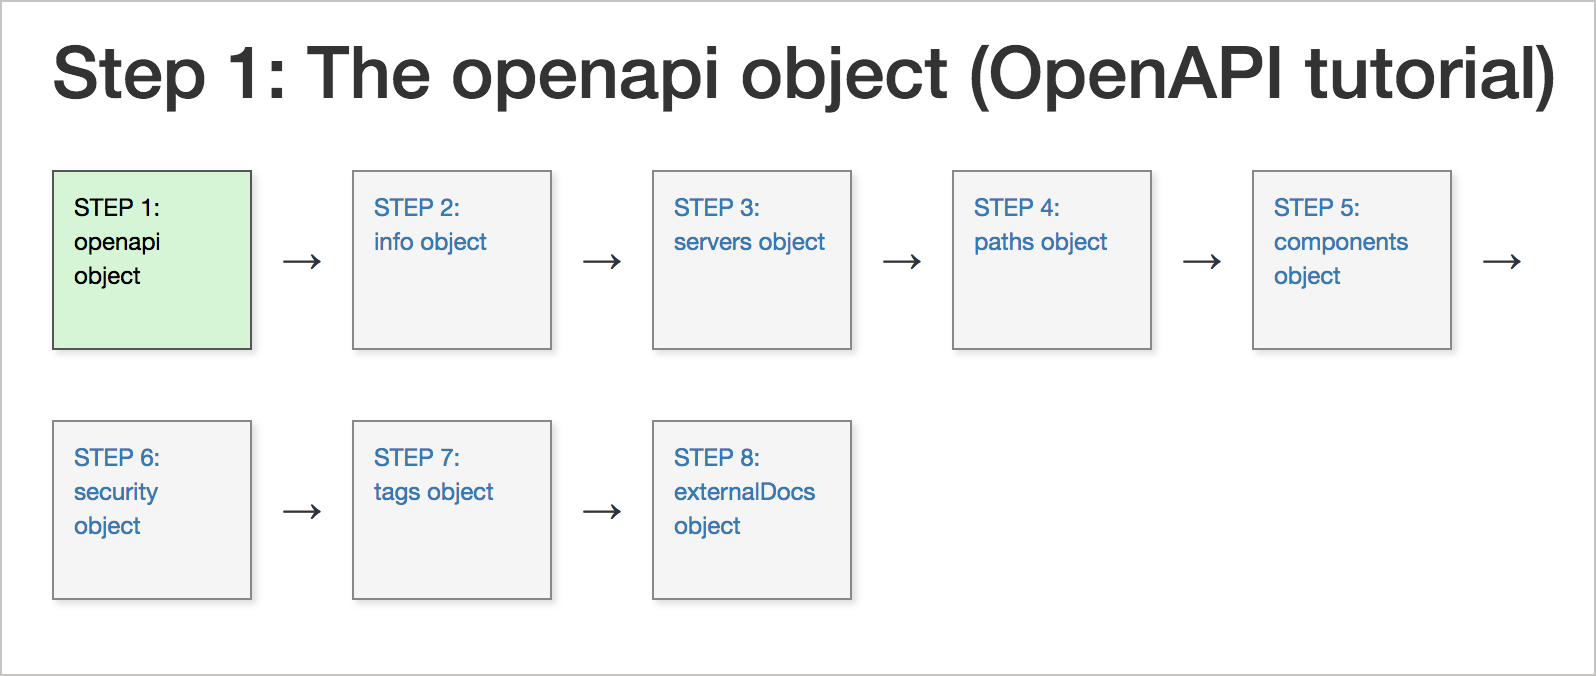 Step 1: The openapi object (OpenAPI tutorial)
STEP 1:
openapi
object
→
STEP 2:
info object
→
STEP 3:
servers object
→
STEP 4:
paths object
→
STEP 5:
components
object
→
STEP 6:
security
object
→
STEP 7:
tags object
→
STEP 8:
externalDocs
object